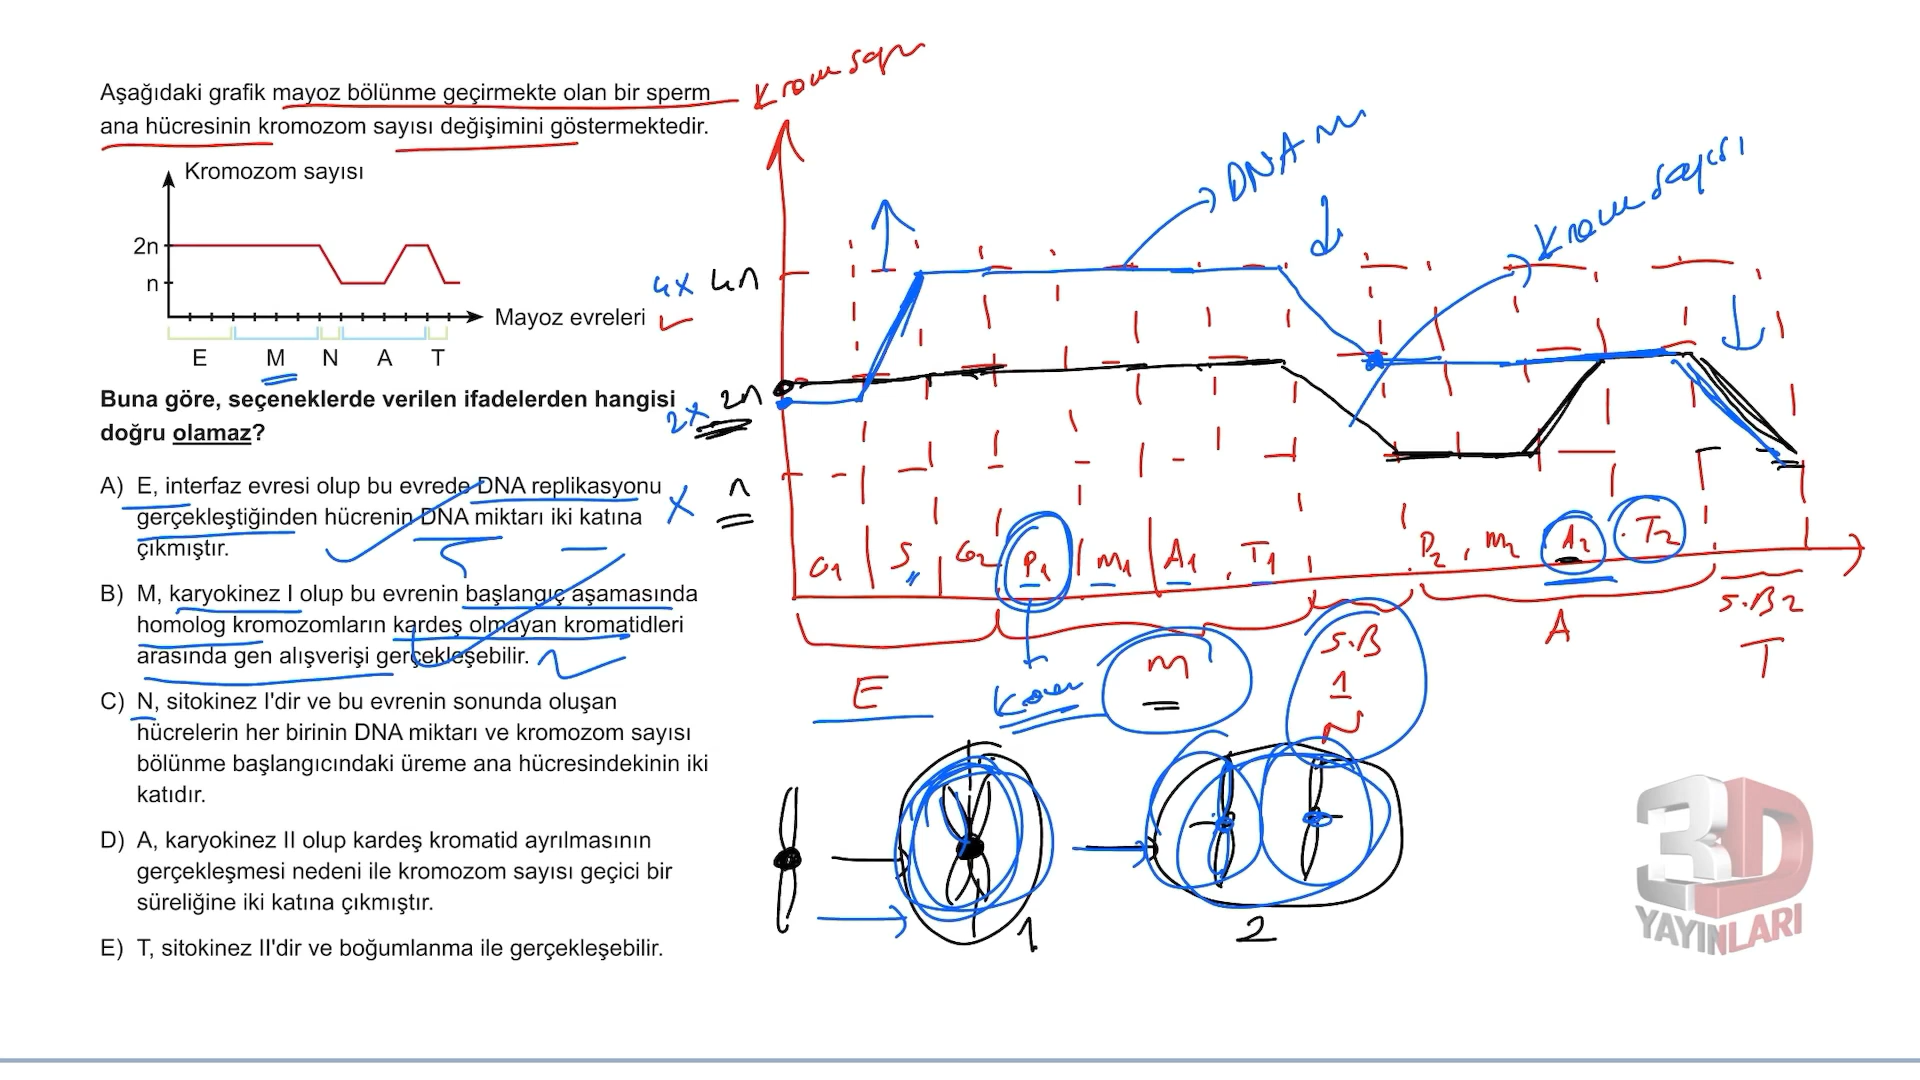 Aşağıdaki grafik mayoz bölünme geçirmekte olan bir sperm
ana hücresinin kromozom sayısı değişimini göstermektedir.
Kromozom sayısı
2n
n
Mayoz evreleri
E M N A T
Buna göre, seçeneklerde verilen ifadelerden hangisi
doğru olamaz?
A) E, interfaz evresi olup bu evrede DNA replikasyonu
gerçekleştiğinden hücrenin DNA miktarı iki katına
çıkmıştır.
B) M, karyokinez I olup bu evrenin başlangıç aşamasında
homolog kromozomların kardeş olmayan kromatidleri
arasında gen alışverişi gerçekleşebilir.
C) N, sitokinez I'dir ve bu evrenin sonunda oluşan
hücrelerin her birinin DNA miktarı ve kromozom sayısı
bölünme başlangıcındaki üreme ana hücresindekinin iki
katıdır.
D) A, karyokinez II olup kardeş kromatid ayrılmasının
gerçekleşmesi nedeni ile kromozom sayısı geçici bir
süreliğine iki katına çıkmıştır.
E) T, sitokinez II'dir ve boğumlanma ile gerçekleşebilir.
Krom sayı
DNA m
Krom sayısı
4x 4n
2x 2n
x n
G1 S G2 P1 M1 A1 T1 P2 M2 A2 T2
E
M
S.B
1
N
A
S.B2
T
1
2
3D
YAYINLARI